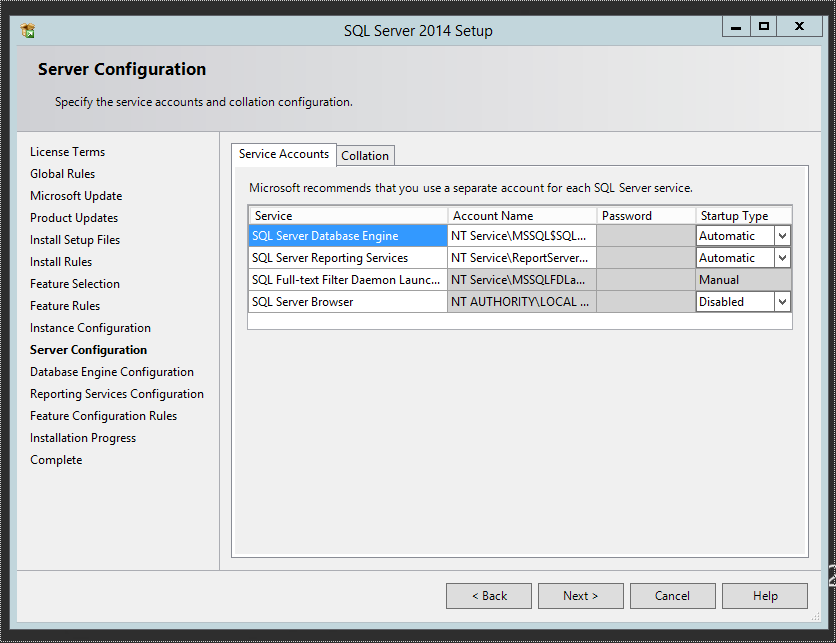 SQL Server 2014 Setup
Server Configuration
Specify the service accounts and collation configuration.
License Terms
Global Rules
Microsoft Update
Product Updates
Install Setup Files
Install Rules
Feature Selection
Feature Rules
Instance Configuration
Server Configuration
Database Engine Configuration
Reporting Services Configuration
Feature Configuration Rules
Installation Progress
Complete
Service Accounts Collation
Microsoft recommends that you use a separate account for each SQL Server service.
Service Account Name Password Startup Type
SQL Server Database Engine NT Service\MSSQL$SQL... Automatic
SQL Server Reporting Services NT Service\ReportServer... Automatic
SQL Full-text Filter Daemon Launc... NT Service\MSSQLFDLa... Manual
SQL Server Browser NT AUTHORITY\LOCAL ... Disabled
< Back Next > Cancel Help